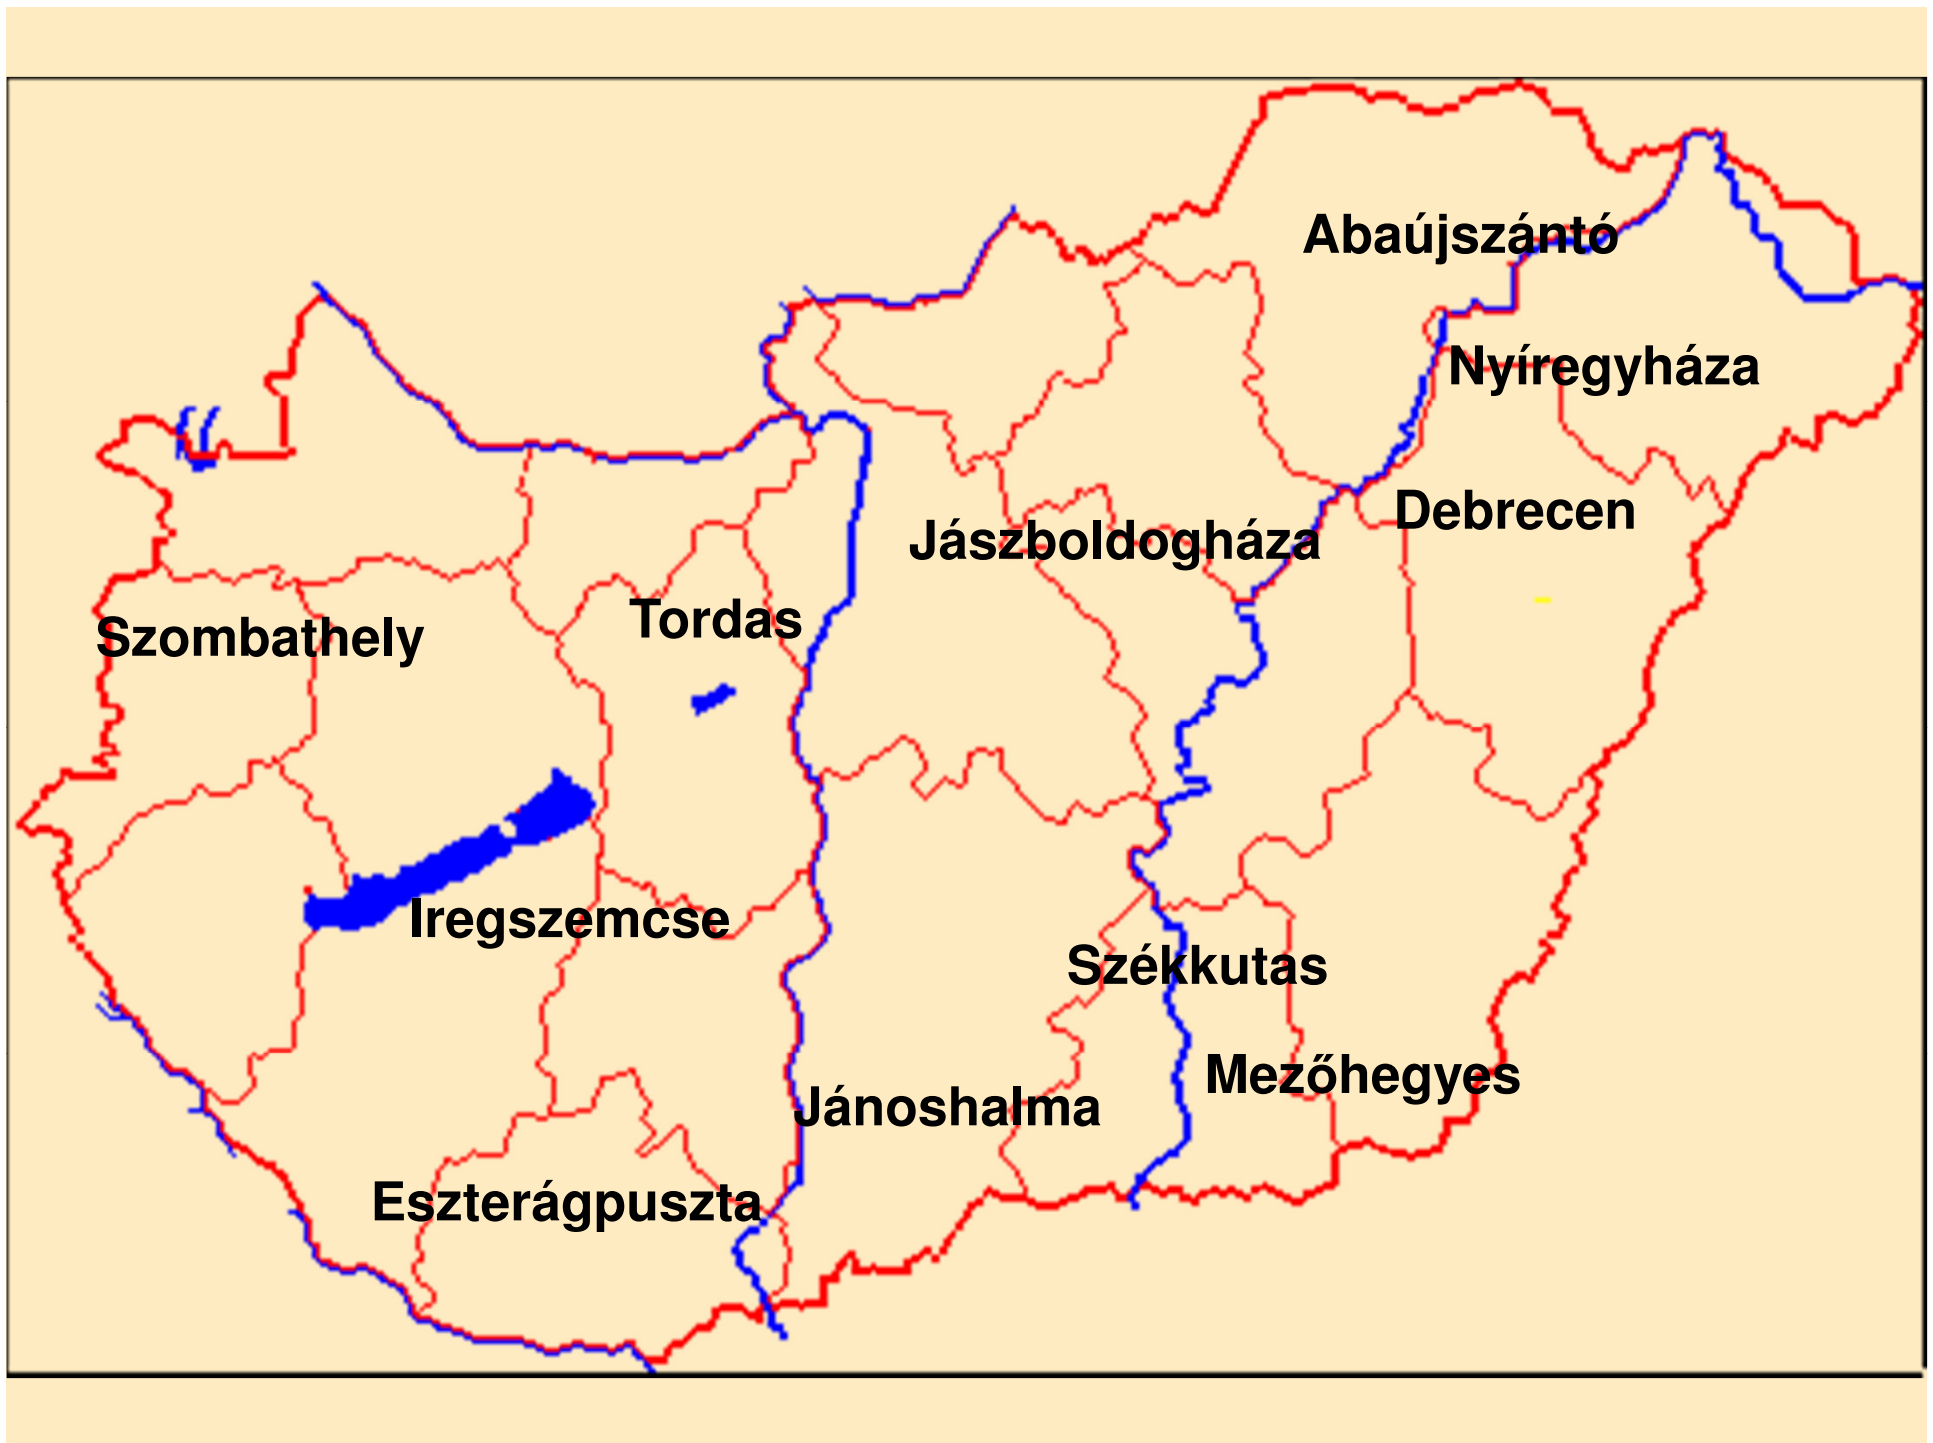 Abaújszántó
Nyíregyháza
Debrecen
Jászboldogháza
Tordas
Szombathely
Iregszemcse
Székkutas
Mezőhegyes
Jánoshalma
Eszterágpuszta